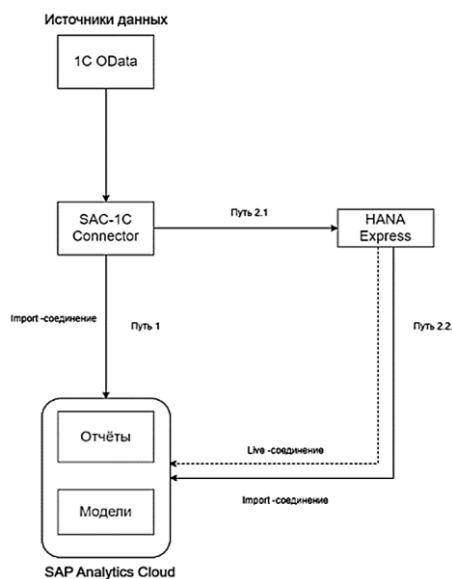 Источники данных
1C OData
SAC-1C
Connector
Путь 2.1
HANA
Express
Import -соединение
Путь 1
Путь 2.2.
Отчёты
Live -соединение
Import -соединение
Модели
SAP Analytics Cloud